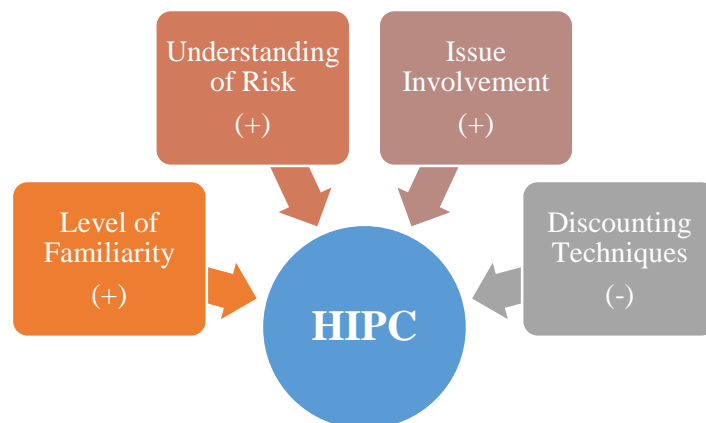 Understanding
of Risk
(+)
Issue
Involvement
(+)
Level of
Familiarity
(+)
Discounting
Techniques
(-)
HIPC